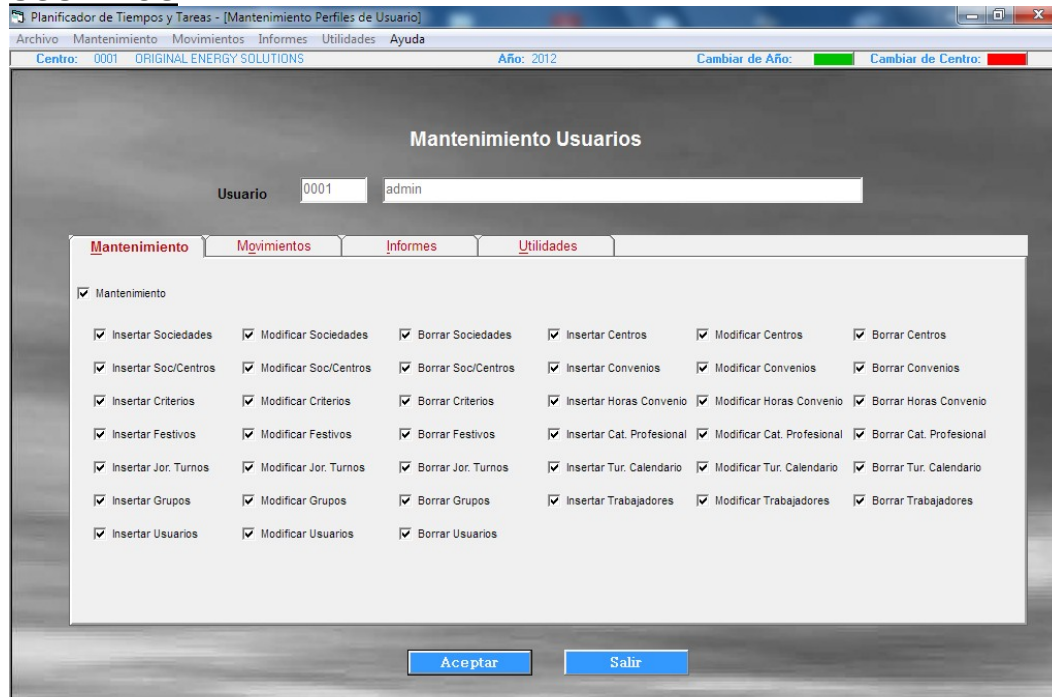 Planificador de Tiempos y Tareas - [Mantenimiento Perfiles de Usuario]
Archivo Mantenimiento Movimientos Informes Utilidades Ayuda
Centro: 0001 ORIGINAL ENERGY SOLUTIONS Año: 2012 Cambiar de Año: Cambiar de Centro:
Mantenimiento Usuarios
Usuario 0001 admin
Mantenimiento Movimientos Informes Utilidades
Mantenimiento
Insertar Sociedades Modificar Sociedades Borrar Sociedades Insertar Centros Modificar Centros Borrar Centros
Insertar Soc/Centros Modificar Soc/Centros Borrar Soc/Centros Insertar Convenios Modificar Convenios Borrar Convenios
Insertar Criterios Modificar Criterios Borrar Criterios Insertar Horas Convenio Modificar Horas Convenio Borrar Horas Convenio
Insertar Festivos Modificar Festivos Borrar Festivos Insertar Cat. Profesional Modificar Cat. Profesional Borrar Cat. Profesional
Insertar Jor. Turnos Modificar Jor. Turnos Borrar Jor. Turnos Insertar Tur. Calendario Modificar Tur. Calendario Borrar Tur. Calendario
Insertar Grupos Modificar Grupos Borrar Grupos Insertar Trabajadores Modificar Trabajadores Borrar Trabajadores
Insertar Usuarios Modificar Usuarios Borrar Usuarios
Aceptar Salir